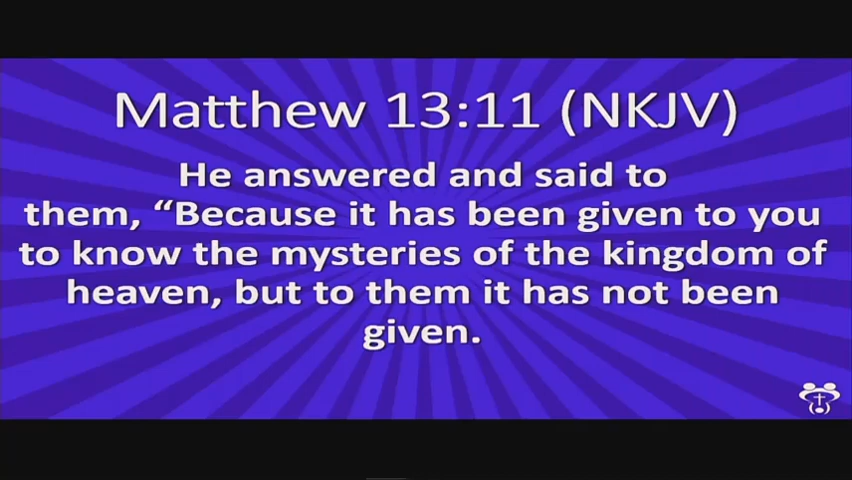 Matthew 13:11 (NKJV)
He answered and said to
them, “Because it has been given to you
to know the mysteries of the kingdom of
heaven, but to them it has not been
given.